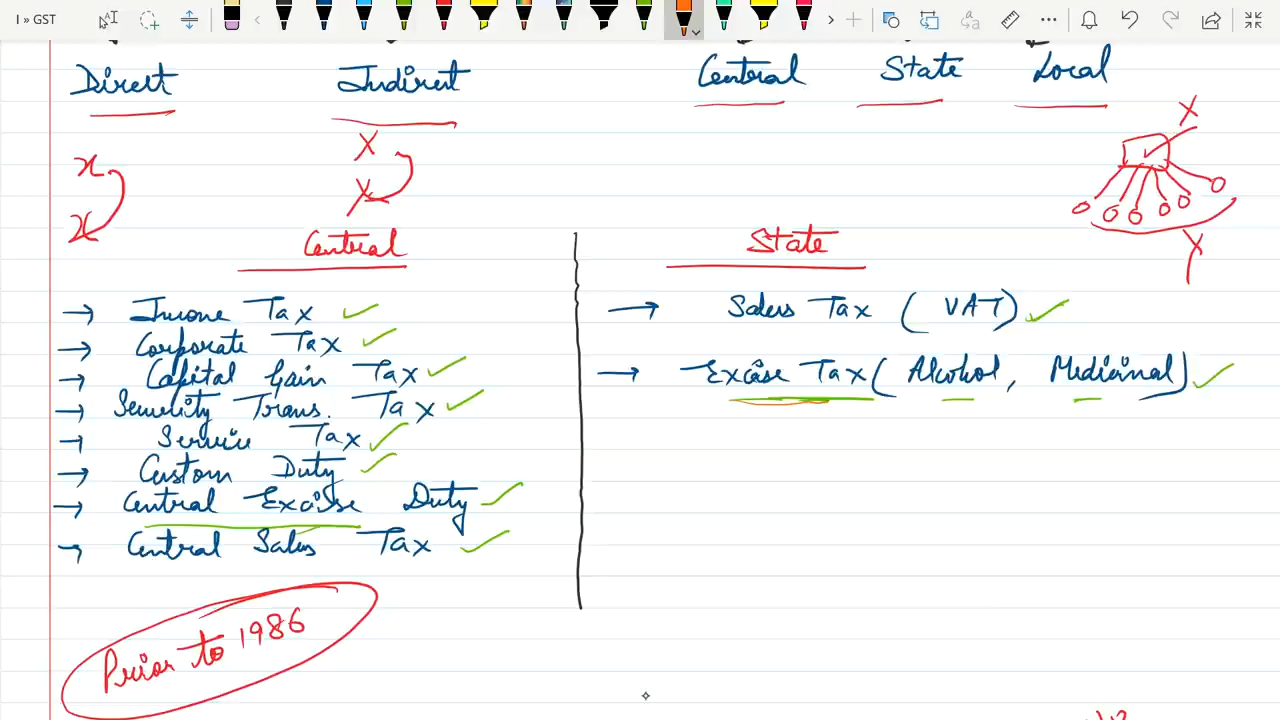 I » GST
Direct Indirect Central State Local
x X X
x X X
Central State
→ Income Tax ✓
→ Corporate Tax ✓
→ Capital Gain Tax ✓
→ Security Trans. Tax ✓
→ Service Tax ✓
→ Custom Duty ✓
→ Central Excise Duty ✓
→ Central Sales Tax ✓
→ Sales Tax (VAT) ✓
→ Excise Tax (Alcohol, Medicinal) ✓
Prior to 1986